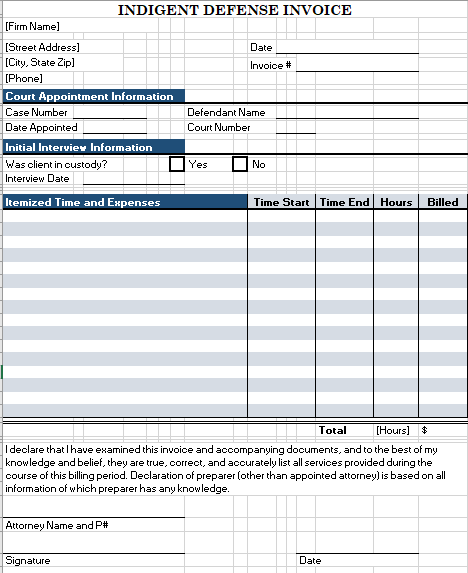 INDIGENT DEFENSE INVOICE
[Firm Name]
[Street Address] Date
[City, State Zip] Invoice #
[Phone]
Court Appointment Information
Case Number Defendant Name
Date Appointed Court Number
Initial Interview Information
Was client in custody? Yes No
Interview Date
Itemized Time and Expenses Time Start Time End Hours Billed
Total [Hours] $
I declare that I have examined this invoice and accompanying documents, and to the best of my
knowledge and belief, they are true, correct, and accurately list all services provided during the
course of this billing period. Declaration of preparer (other than appointed attorney) is based on all
information of which preparer has any knowledge.
Attorney Name and P#
Signature Date